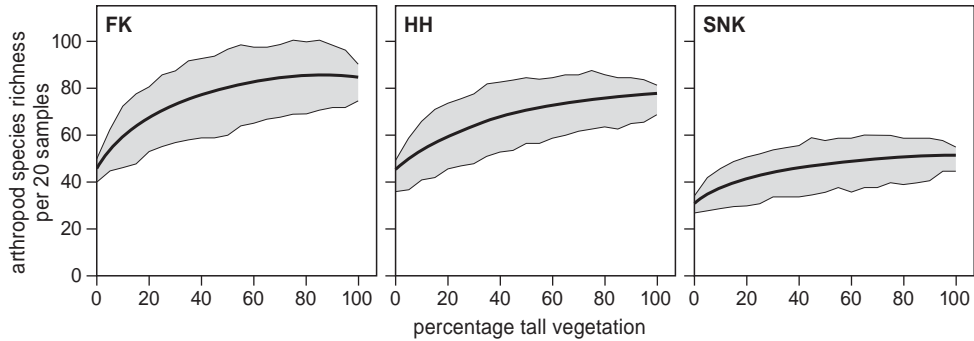 FK
HH
SNK
arthropod species richness
per 20 samples
100
80
60
40
20
0
0 20 40 60 80 100
0 20 40 60 80 100
0 20 40 60 80 100
percentage tall vegetation